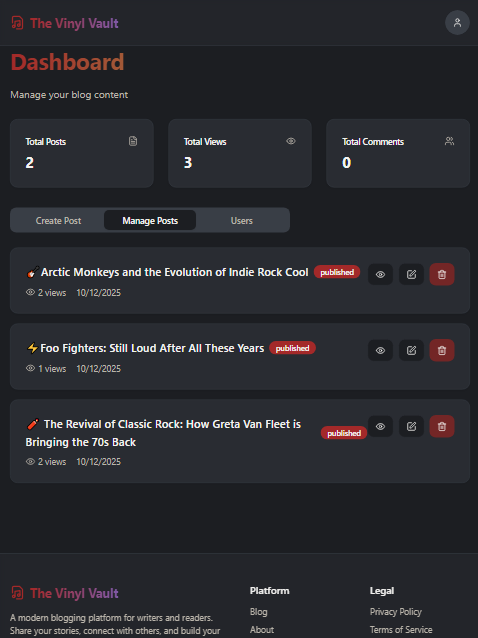 The Vinyl Vault
Dashboard
Manage your blog content
Total Posts
2
Total Views
3
Total Comments
0
Create Post
Manage Posts
Users
Arctic Monkeys and the Evolution of Indie Rock Cool published
2 views 10/12/2025
Foo Fighters: Still Loud After All These Years published
1 views 10/12/2025
The Revival of Classic Rock: How Greta Van Fleet is
Bringing the 70s Back
published
2 views 10/12/2025
The Vinyl Vault
A modern blogging platform for writers and readers.
Share your stories, connect with others, and build your
Platform
Blog
About
Legal
Privacy Policy
Terms of Service